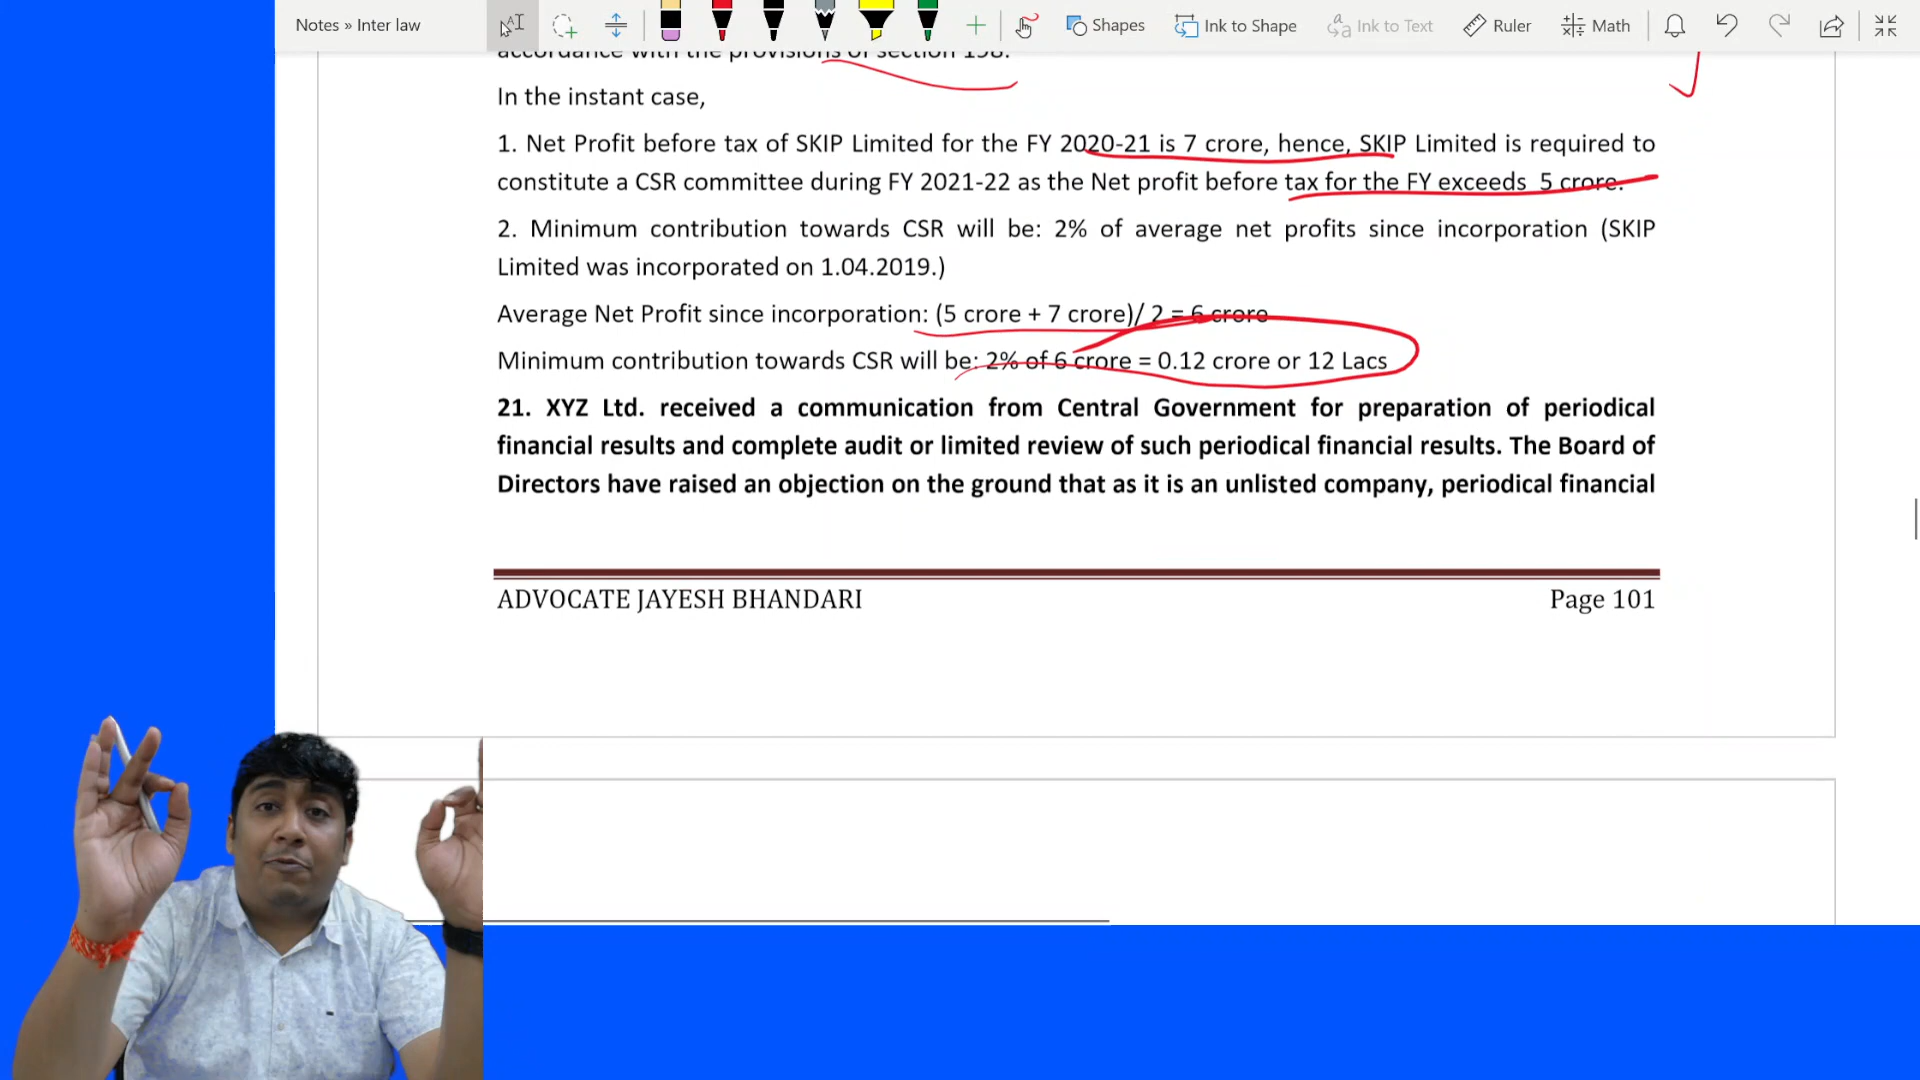 Notes » Inter law
Shapes
Ink to Shape
Ink to Text
Ruler
Math
accordance with the provisions of section 198.
In the instant case,
1. Net Profit before tax of SKIP Limited for the FY 2020-21 is 7 crore, hence, SKIP Limited is required to
constitute a CSR committee during FY 2021-22 as the Net profit before tax for the FY exceeds 5 crore.
2. Minimum contribution towards CSR will be: 2% of average net profits since incorporation (SKIP
Limited was incorporated on 1.04.2019.)
Average Net Profit since incorporation: (5 crore + 7 crore)/ 2 = 6 crore
Minimum contribution towards CSR will be: 2% of 6 crore = 0.12 crore or 12 Lacs
21. XYZ Ltd. received a communication from Central Government for preparation of periodical
financial results and complete audit or limited review of such periodical financial results. The Board of
Directors have raised an objection on the ground that as it is an unlisted company, periodical financial
ADVOCATE JAYESH BHANDARI
Page 101